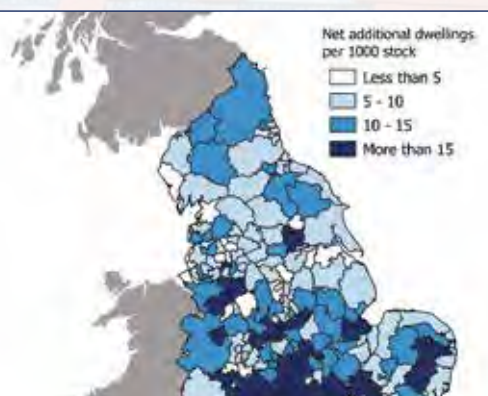 Net additional dwellings
per 1000 stock
Less than 5
5 - 10
10 - 15
More than 15